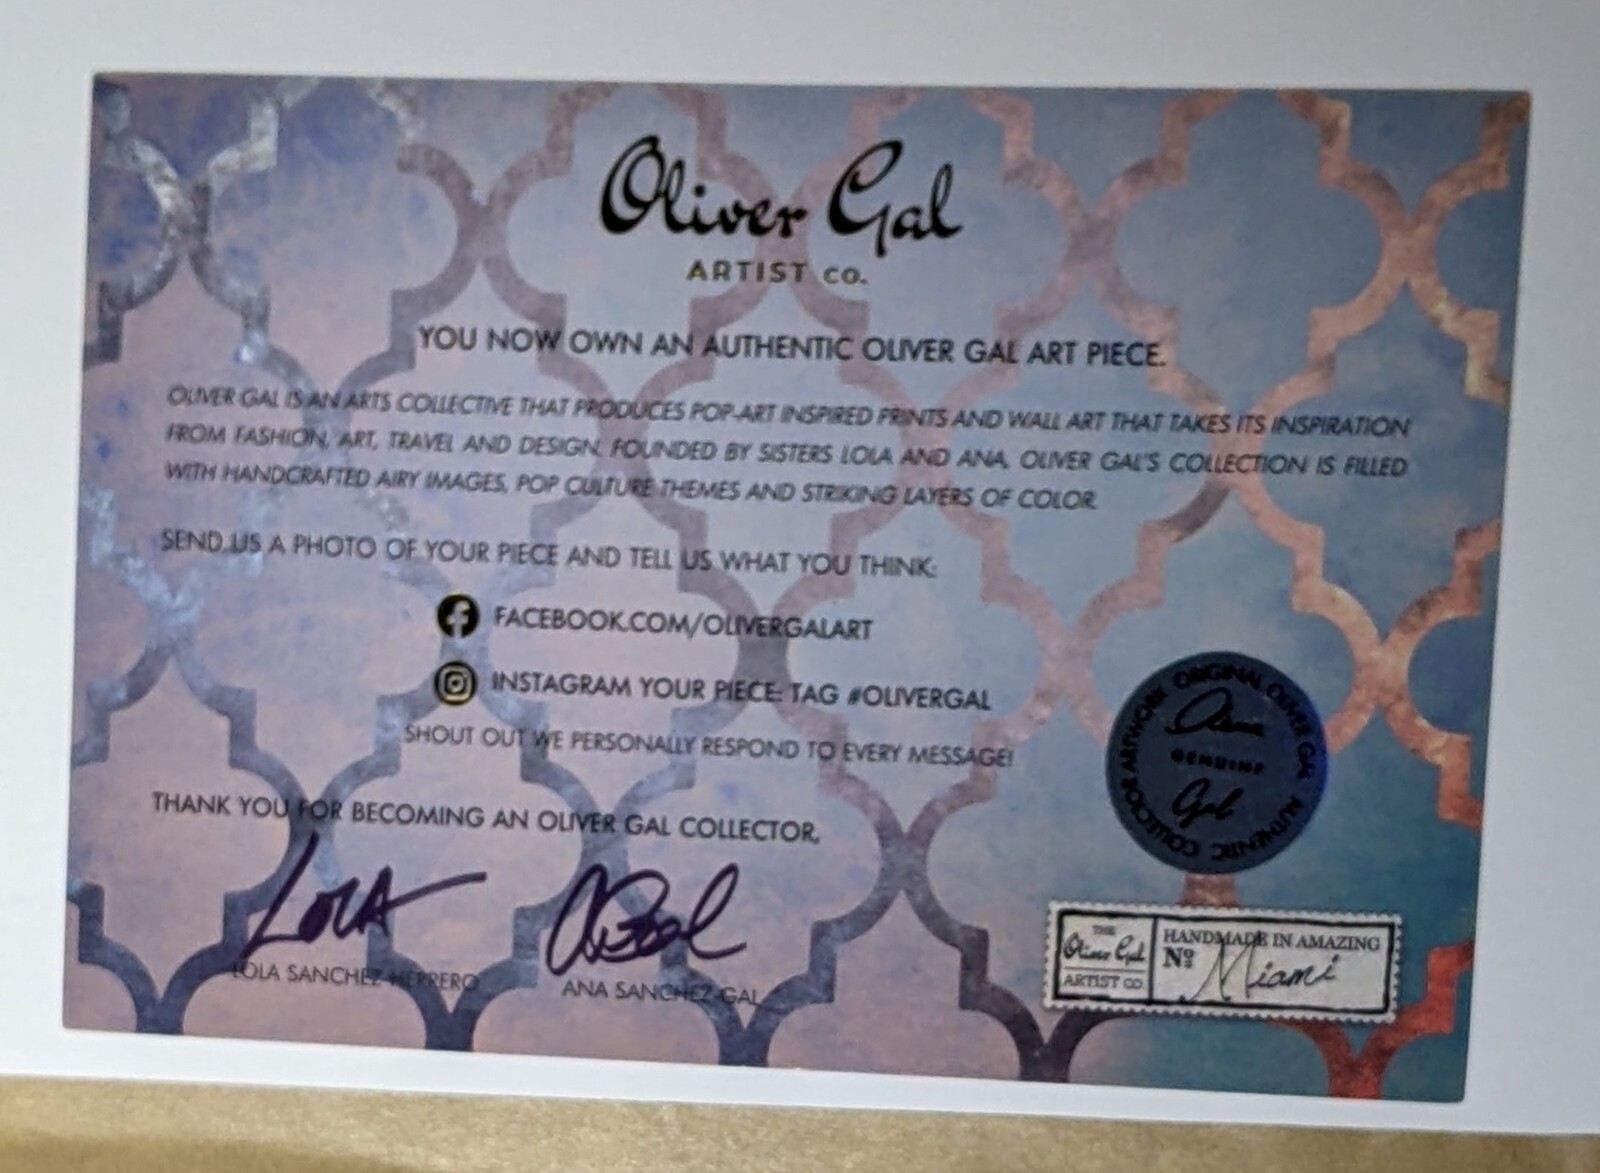 Oliver Gal
ARTIST CO.
YOU NOW OWN AN AUTHENTIC OLIVER GAL ART PIECE.
OLIVER GAL IS AN ARTS COLLECTIVE THAT PRODUCES POP-ART INSPIRED PRINTS AND WALL ART THAT TAKES ITS INSPIRATION
FROM FASHION, ART, TRAVEL AND DESIGN. FOUNDED BY SISTERS LOLA AND ANA, OLIVER GAL'S COLLECTION IS FILLED
WITH HANDCRAFTED AIRY IMAGES, POP CULTURE THEMES AND STRIKING LAYERS OF COLOR.
SEND US A PHOTO OF YOUR PIECE AND TELL US WHAT YOU THINK:
FACEBOOK.COM/OLIVERGALART
INSTAGRAM YOUR PIECE: TAG #OLIVERGAL
SHOUT OUT WE PERSONALLY RESPOND TO EVERY MESSAGE!
THANK YOU FOR BECOMING AN OLIVER GAL COLLECTOR,
LOLA
LOLA SANCHEZ-HERRERO
ANA SANCHEZ-GAL
ORIGINAL OLIVER GAL AUTHENTIC COLLECTOR ARTWORK
Oliver
GENUINE
Gal
THE
Oliver Gal
ARTIST CO.
HANDMADE IN AMAZING
Nº Miami